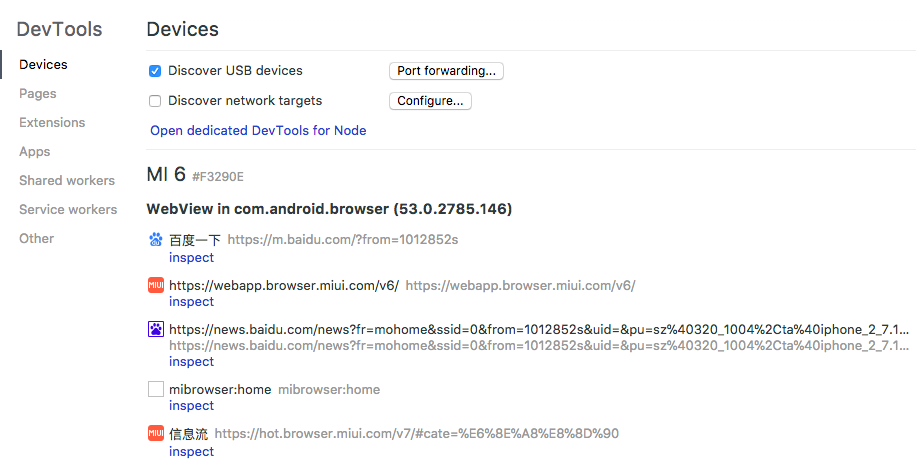 DevTools
Devices
Pages
Extensions
Apps
Shared workers
Service workers
Other
Devices
Discover USB devices
Port forwarding...
Discover network targets
Configure...
Open dedicated DevTools for Node
MI 6 #F3290E
WebView in com.android.browser (53.0.2785.146)
百度一下 https://m.baidu.com/?from=1012852s
inspect
MIUI https://webapp.browser.miui.com/v6/ https://webapp.browser.miui.com/v6/
inspect
https://news.baidu.com/news?fr=mohome&ssid=0&from=1012852s&uid=&pu=sz%40320_1004%2Cta%40iphone_2_7.1...
https://news.baidu.com/news?fr=mohome&ssid=0&from=1012852s&uid=&pu=sz%40320_1004%2Cta%40iphone_2_7.1...
inspect
mibrowser:home mibrowser:home
inspect
MIUI 信息流 https://hot.browser.miui.com/v7/#cate=%E6%8E%A8%E8%8D%90
inspect